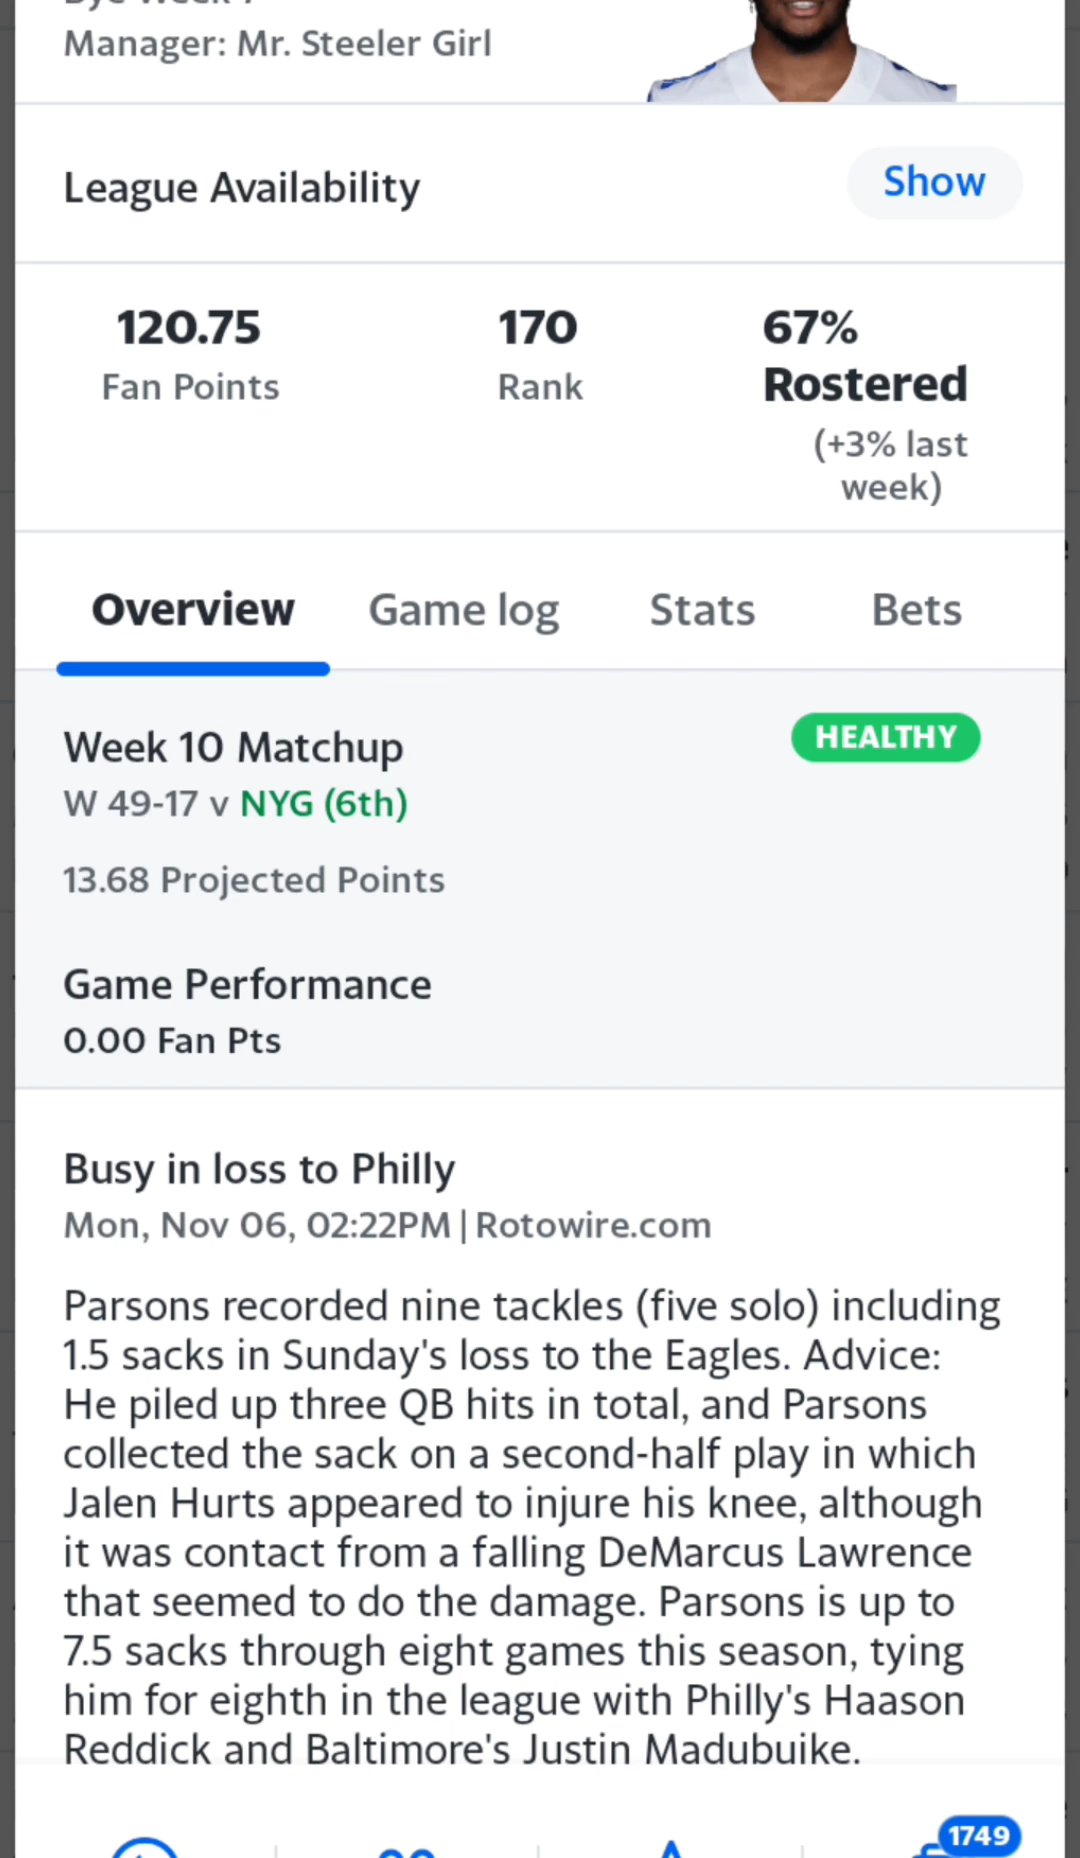 Bye Week 7
Manager: Mr. Steeler Girl
League Availability
Show
120.75
Fan Points
170
Rank
67%
Rostered
(+3% last
week)
Overview
Game log
Stats
Bets
Week 10 Matchup
HEALTHY
W 49-17 v NYG (6th)
13.68 Projected Points
Game Performance
0.00 Fan Pts
Busy in loss to Philly
Mon, Nov 06, 02:22PM | Rotowire.com
Parsons recorded nine tackles (five solo) including
1.5 sacks in Sunday's loss to the Eagles. Advice:
He piled up three QB hits in total, and Parsons
collected the sack on a second-half play in which
Jalen Hurts appeared to injure his knee, although
it was contact from a falling DeMarcus Lawrence
that seemed to do the damage. Parsons is up to
7.5 sacks through eight games this season, tying
him for eighth in the league with Philly's Haason
Reddick and Baltimore's Justin Madubuike.
1749